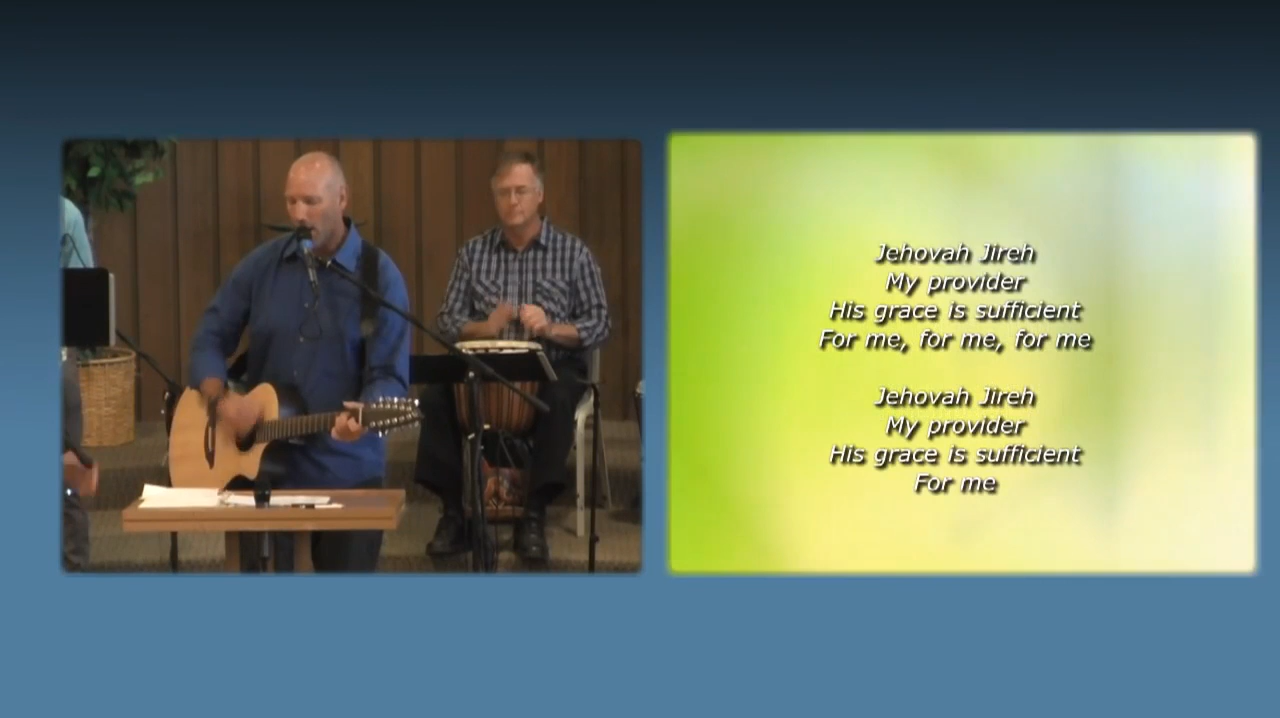 Jehovah Jireh
My provider
His grace is sufficient
For me, for me, for me
Jehovah Jireh
My provider
His grace is sufficient
For me